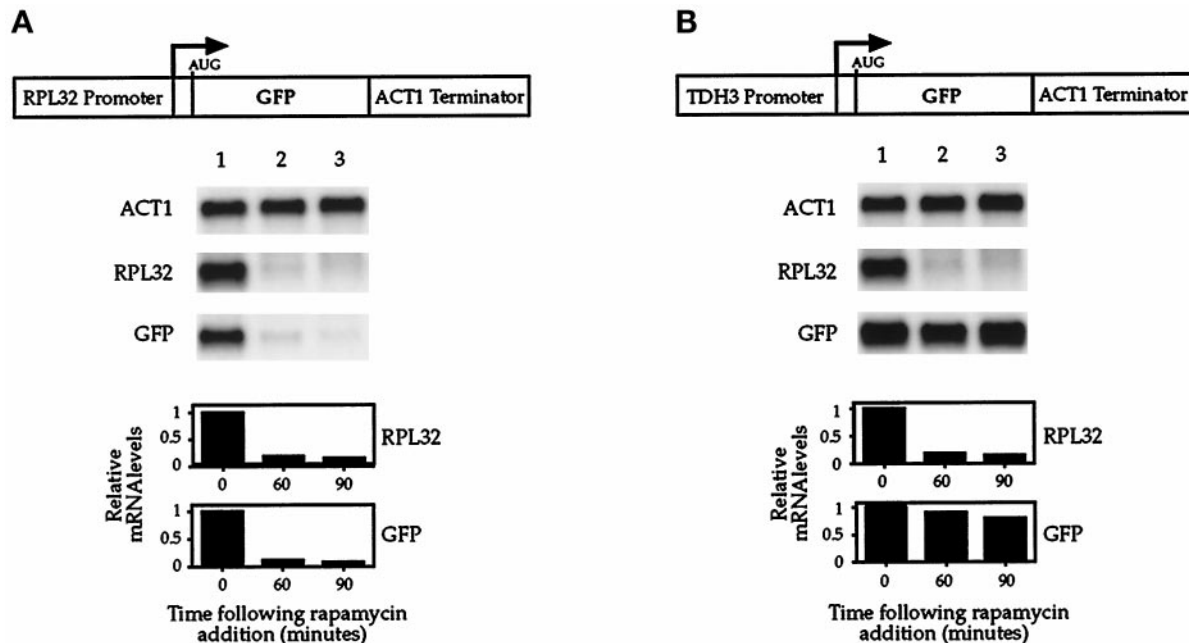 A
AUG
RPL32 Promoter GFP ACT1 Terminator
1 2 3
ACT1
RPL32
GFP
1
0.5
0
RPL32
0 60 90
1
0.5
0
GFP
0 60 90
Relative
mRNAlevels
Time following rapamycin
addition (minutes)
B
AUG
TDH3 Promoter GFP ACT1 Terminator
1 2 3
ACT1
RPL32
GFP
1
0.5
0
RPL32
0 60 90
1
0.5
0
GFP
0 60 90
Relative
mRNAlevels
Time following rapamycin
addition (minutes)